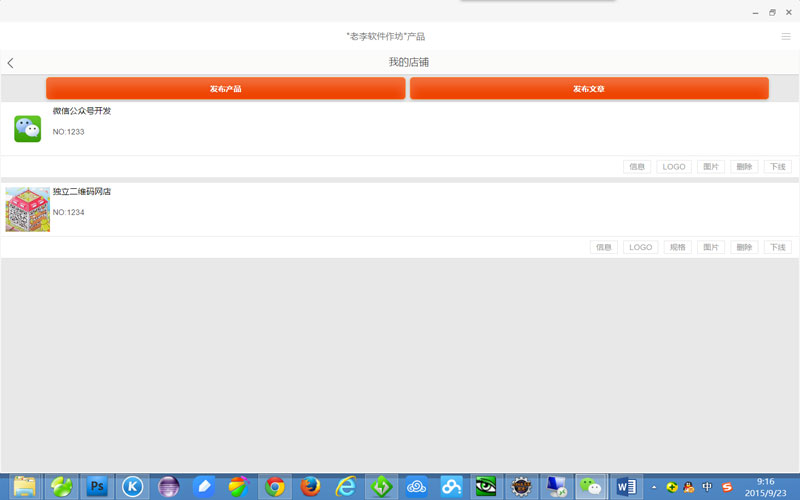 "老李软件作坊"产品
我的店铺
发布产品 发布文章
微信公众号开发
NO:1233
信息 LOGO 图片 删除 下线
独立二维码网店
NO:1234
信息 LOGO 规格 图片 删除 下线
Ps K W 中 S 9:16
2015/9/23